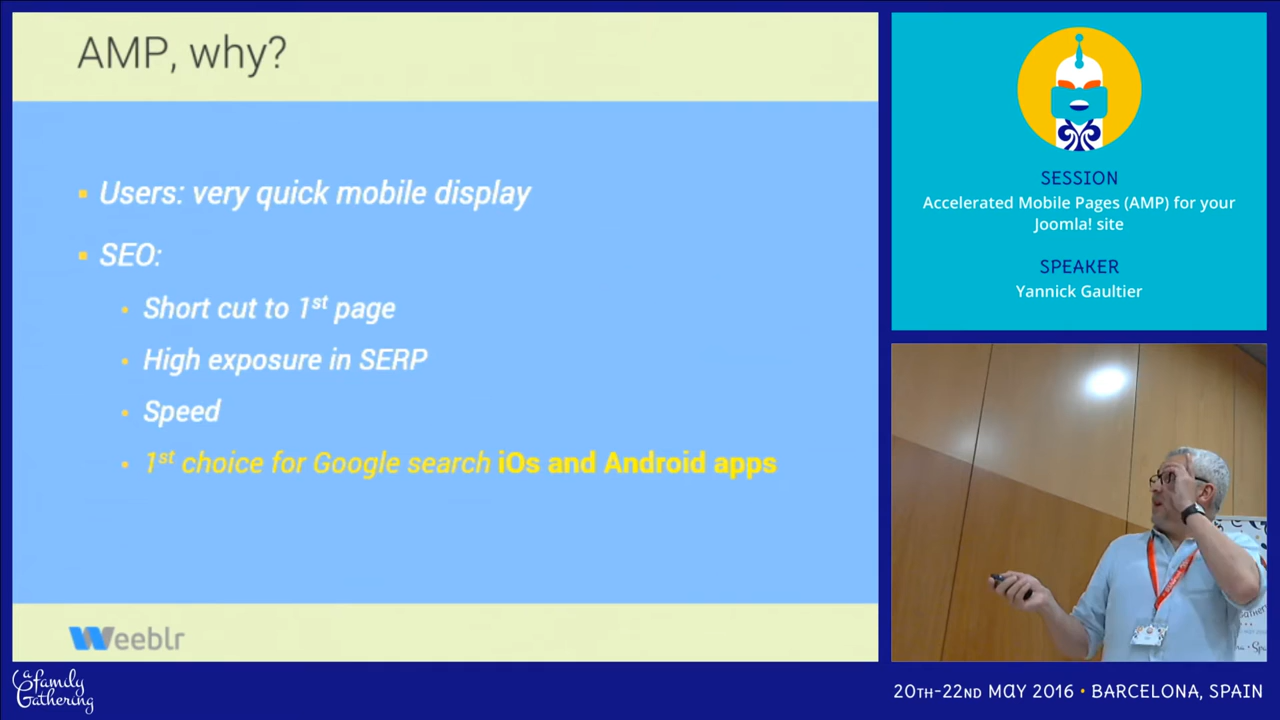 AMP, why?
Users: very quick mobile display
SEO:
Short cut to 1st page
High exposure in SERP
Speed
1st choice for Google search iOs and Android apps
Weeblr
SESSION
Accelerated Mobile Pages (AMP) for your
Joomla! site
SPEAKER
Yannick Gaultier
a family
Gathering
20TH-22ND MAY 2016 • BARCELONA, SPAIN